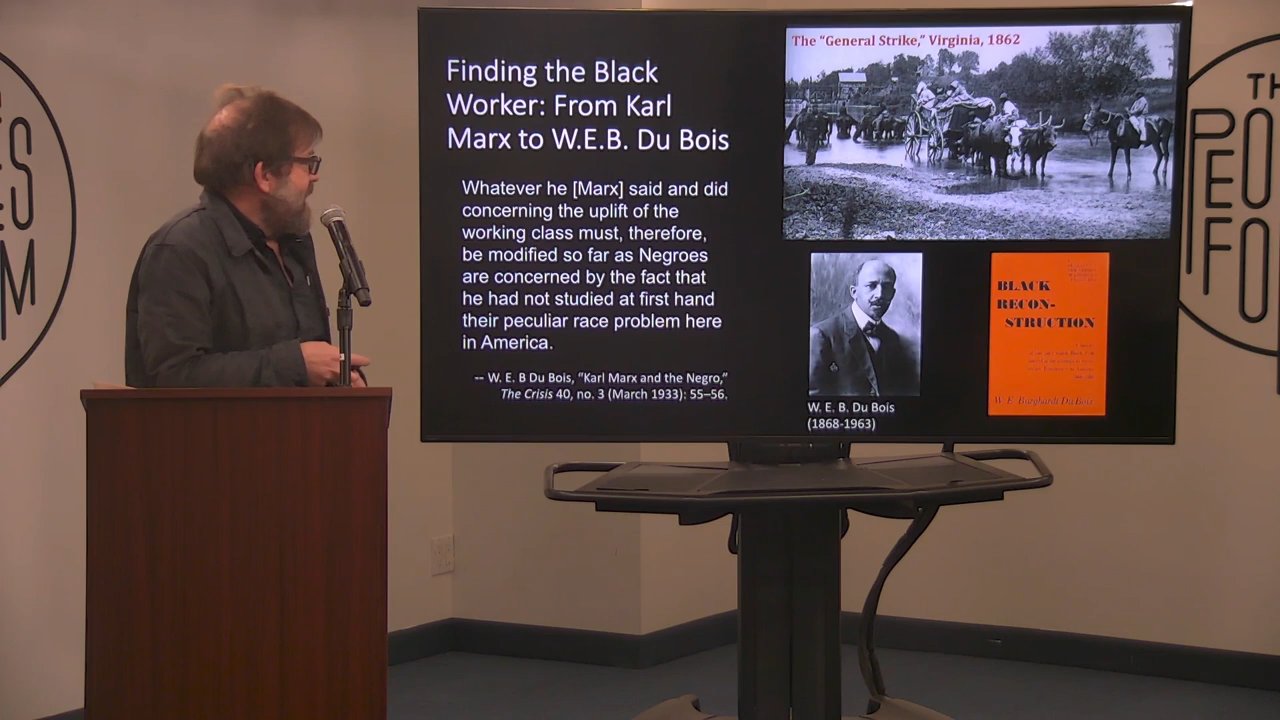 Finding the Black
Worker: From Karl
Marx to W.E.B. Du Bois
Whatever he [Marx] said and did
concerning the uplift of the
working class must, therefore,
be modified so far as Negroes
are concerned by the fact that
he had not studied at first hand
their peculiar race problem here
in America.
-- W. E. B Du Bois, “Karl Marx and the Negro,”
The Crisis 40, no. 3 (March 1933): 55–56.
The “General Strike,” Virginia, 1862
W. E. B. Du Bois
(1868-1963)
BLACK
RECON-
STRUCTION
W. E. Burghardt Du Bois
TH
PEO
FO